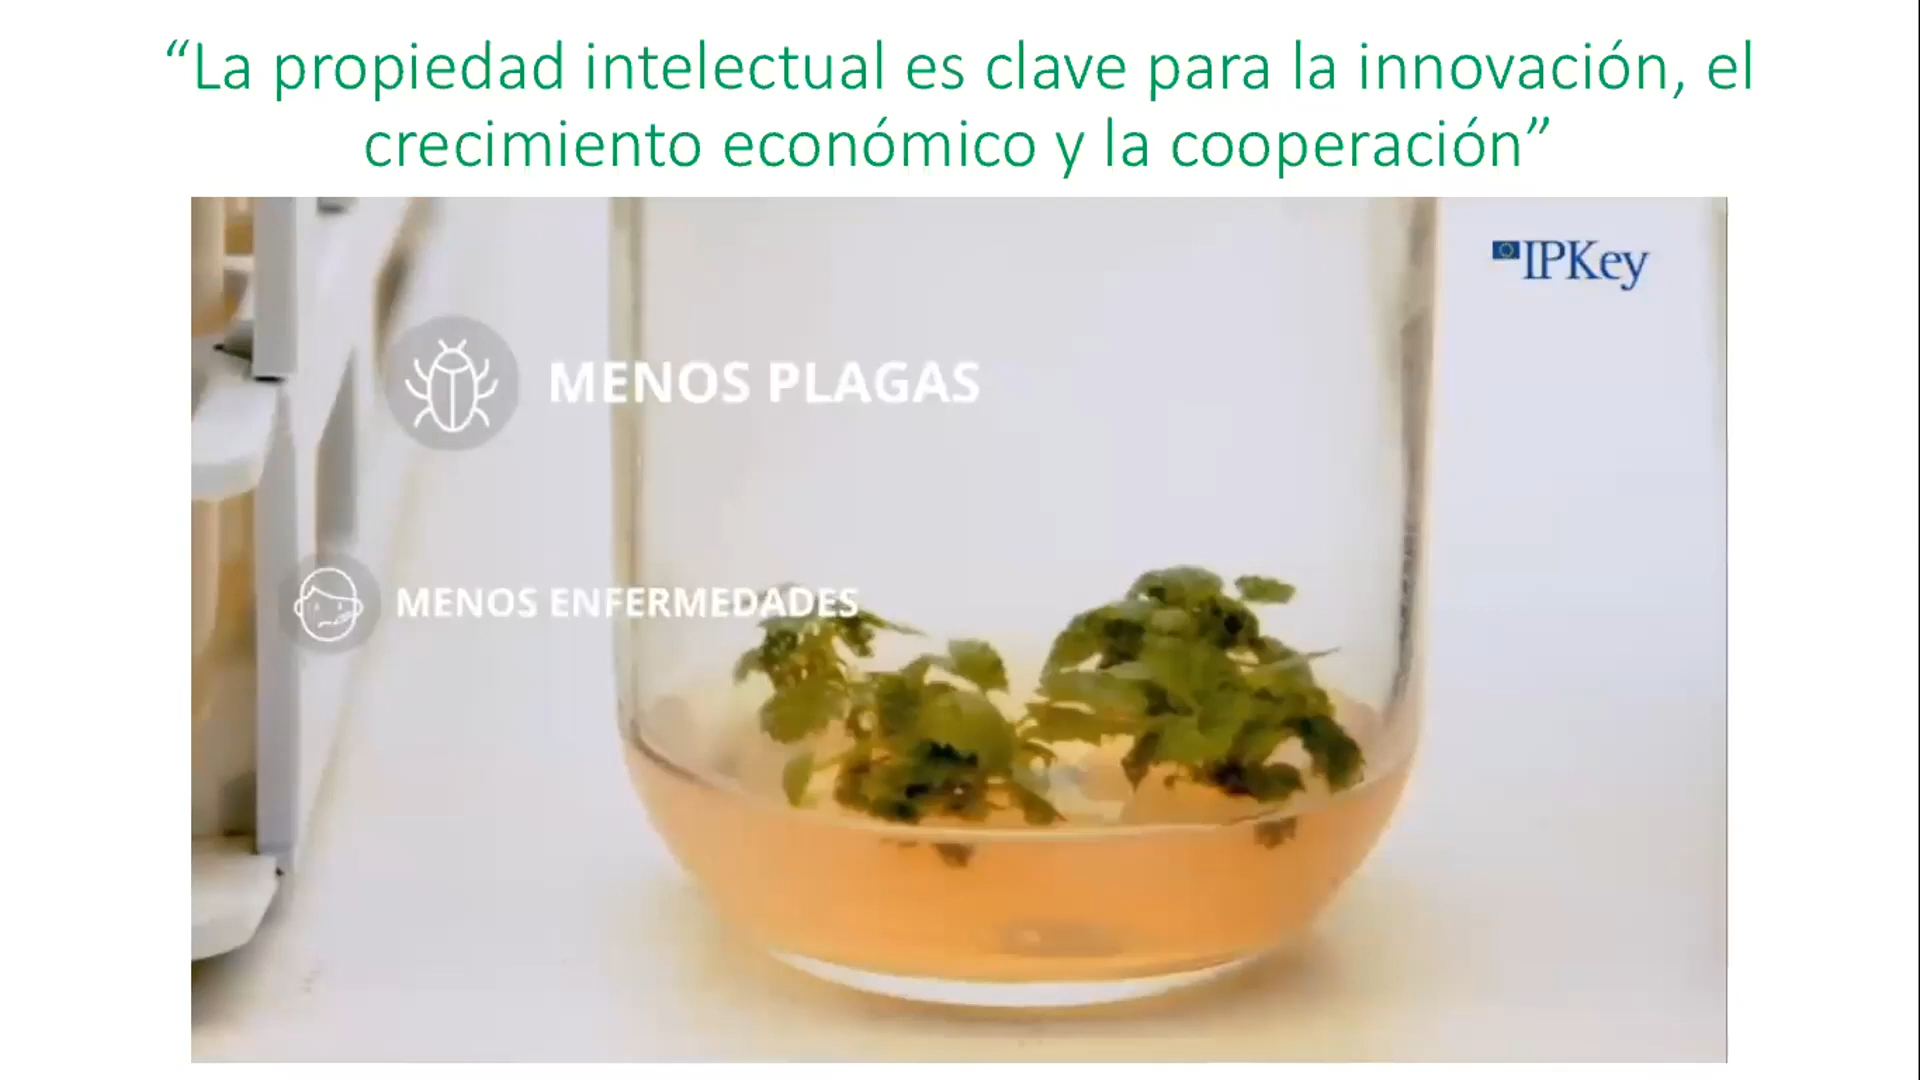 “La propiedad intelectual es clave para la innovación, el
crecimiento económico y la cooperación”
IPKey
MENOS PLAGAS
MENOS ENFERMEDADES